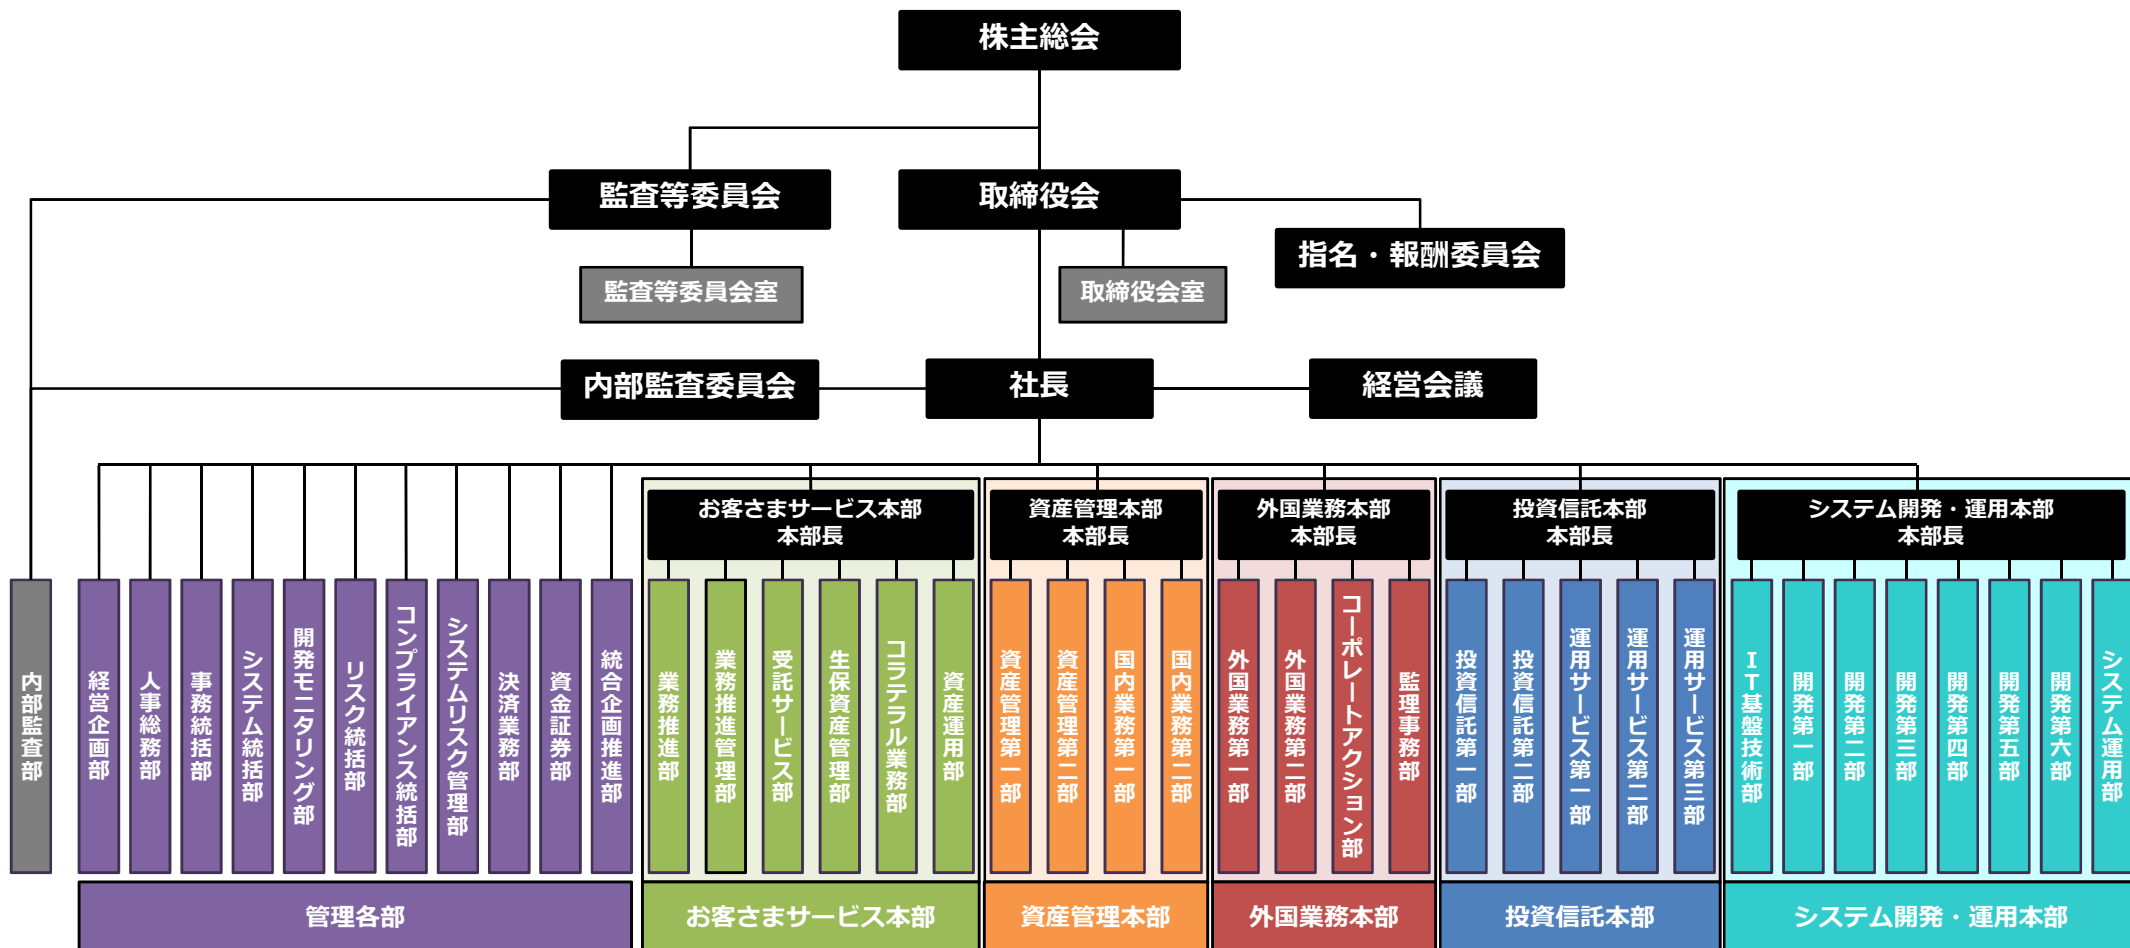 株主総会
監査等委員会
取締役会
指名・報酬委員会
監査等委員会室
取締役会室
内部監査委員会
社長
経営会議
お客さまサービス本部
本部長
資産管理本部
本部長
外国業務本部
本部長
投資信託本部
本部長
システム開発・運用本部
本部長
内部監査部
経営企画部
人事総務部
事務統括部
システム統括部
開発モニタリング部
リスク統括部
コンプライアンス統括部
システムリスク管理部
決済業務部
資金証券部
統合企画推進部
業務推進部
業務推進管理部
受託サービス部
生保資産管理部
コラテラル業務部
資産運用部
資産管理第一部
資産管理第二部
国内業務第一部
国内業務第二部
外国業務第一部
外国業務第二部
コーポレートアクション部
監理事務部
投資信託第一部
投資信託第二部
運用サービス第一部
運用サービス第二部
運用サービス第三部
ＩＴ基盤技術部
開発第一部
開発第二部
開発第三部
開発第四部
開発第五部
開発第六部
システム運用部
管理各部
お客さまサービス本部
資産管理本部
外国業務本部
投資信託本部
システム開発・運用本部